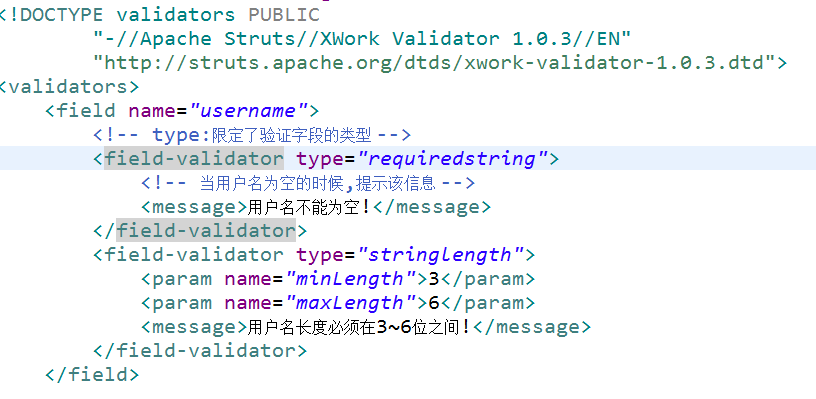 <!DOCTYPE validators PUBLIC
"-//Apache Struts//XWork Validator 1.0.3//EN"
"http://struts.apache.org/dtds/xwork-validator-1.0.3.dtd">
<validators>
<field name="username">
<!-- type:限定了验证字段的类型 -->
<field-validator type="requiredstring">
<!-- 当用户名为空的时候,提示该信息 -->
<message>用户名不能为空!</message>
</field-validator>
<field-validator type="stringlength">
<param name="minLength">3</param>
<param name="maxLength">6</param>
<message>用户名长度必须在3~6位之间!</message>
</field-validator>
</field>